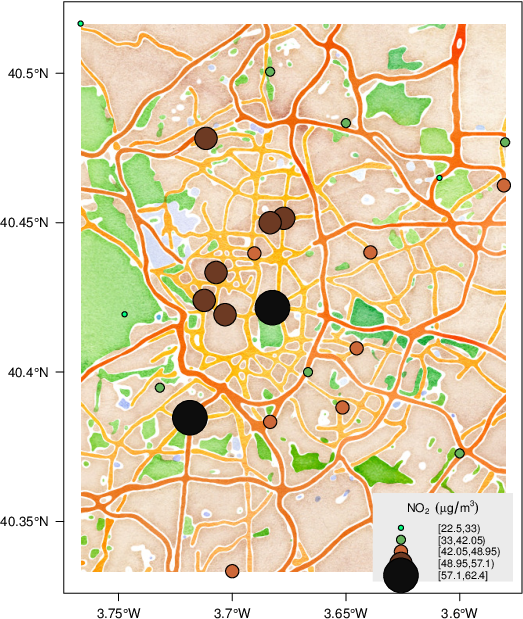 40.5°N
40.45°N
40.4°N
40.35°N
3.75°W
3.7°W
3.65°W
3.6°W
NO₂ (μg/m³)
[22.5,33)
[33,42.05)
[42.05,48.95)
[48.95,57.1)
[57.1,62.4]